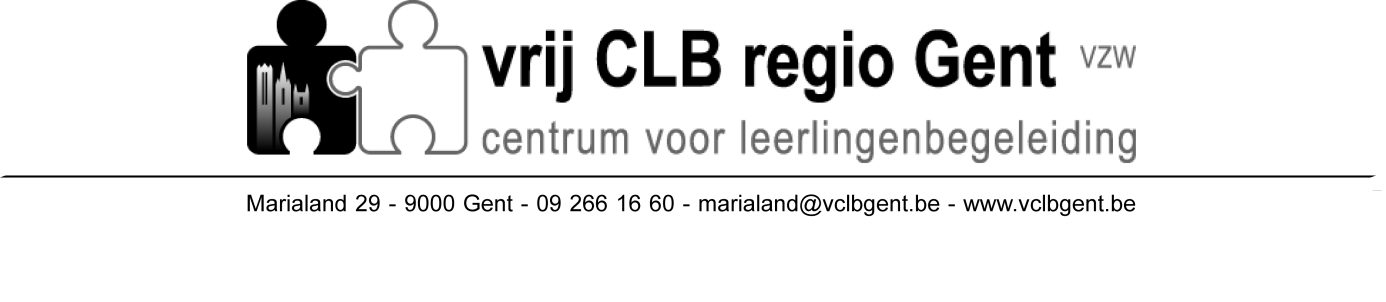 vrij CLB regio Gent vzw
centrum voor leerlingenbegeleiding
Marialand 29 - 9000 Gent - 09 266 16 60 - marialand@vclbgent.be - www.vclbgent.be